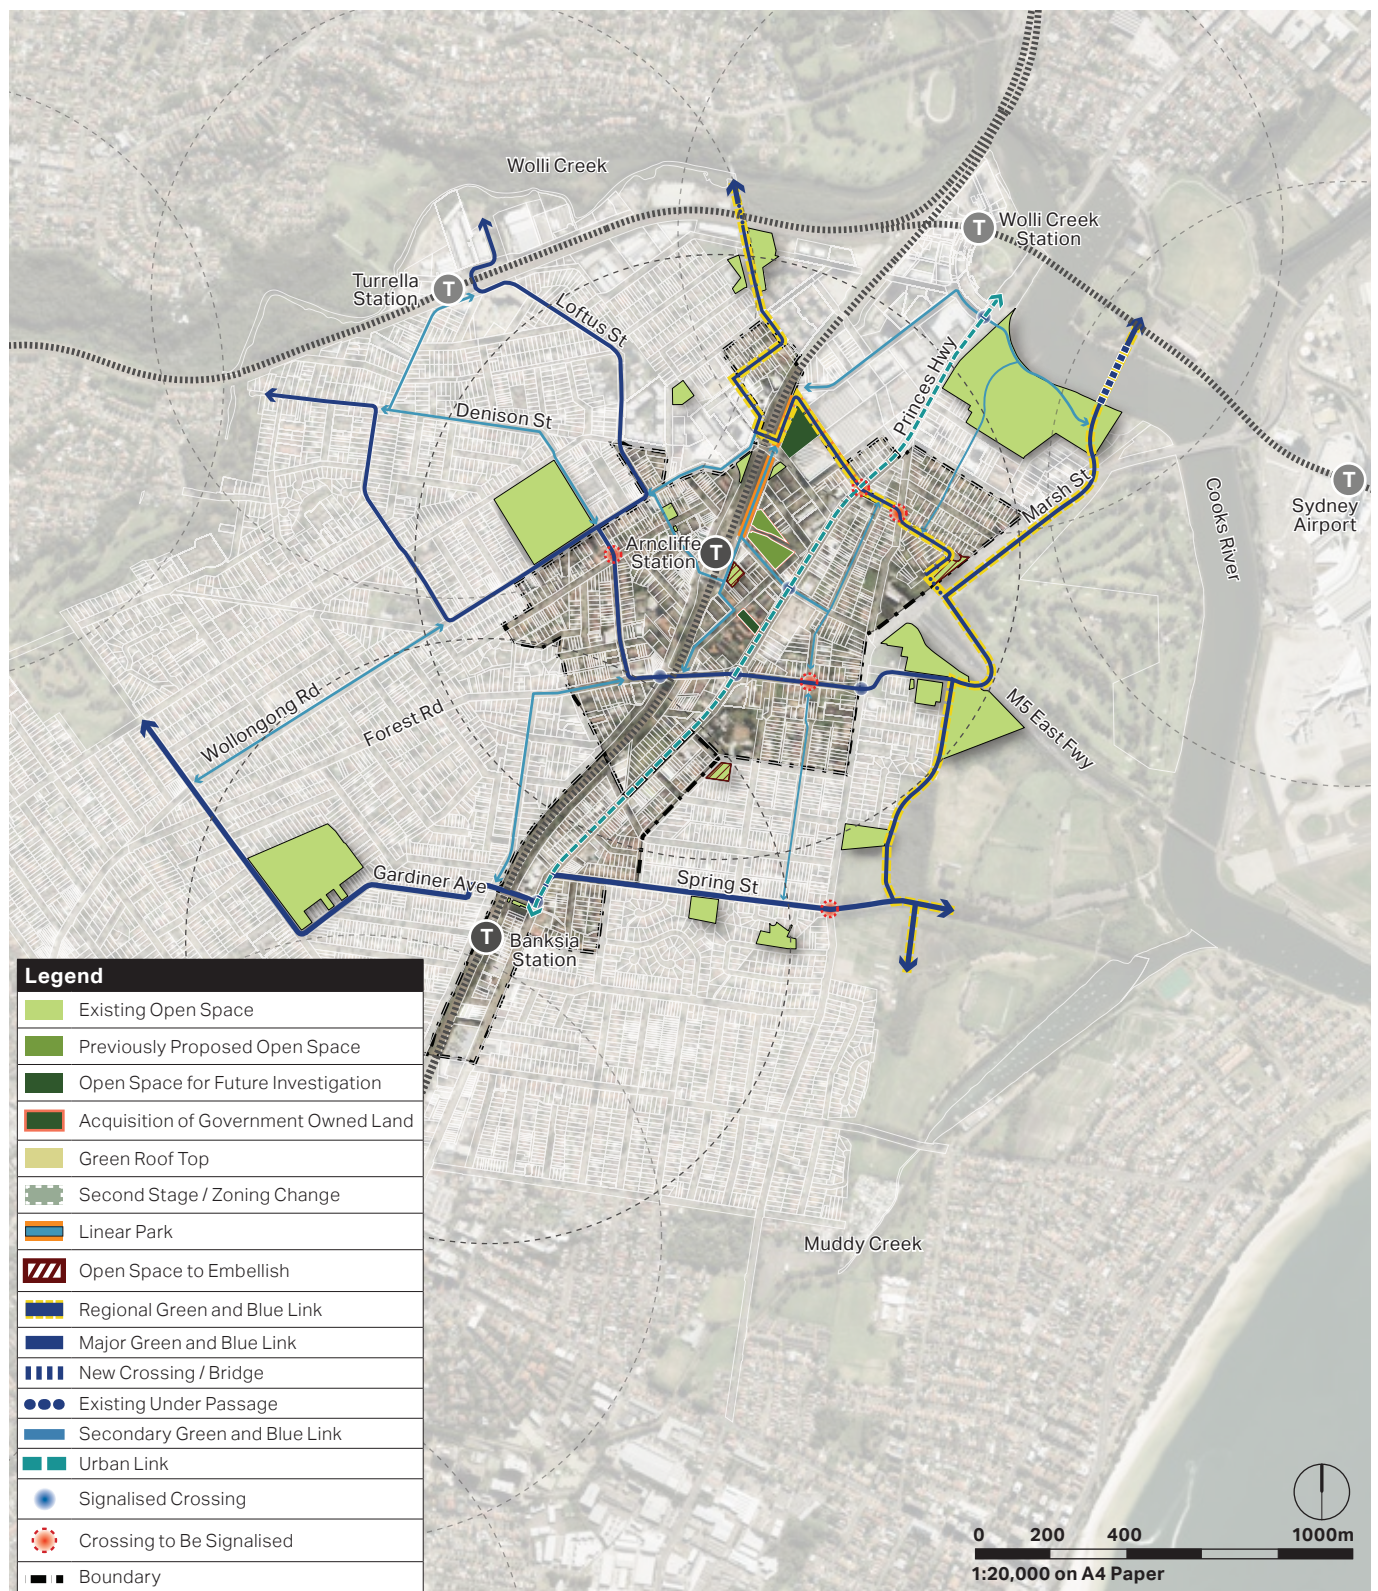 Wolli Creek
T
Wolli Creek
Station
Turrella
Station
T
Loftus St
Princes Hwy
Denison St
T
Sydney
Airport
Marsh St
Cooks River
Arncliffe
Station
T
M5 East Fwy
Wollongong Rd
Forest Rd
Gardiner Ave
Spring St
T
Banksia
Station
Muddy Creek
Legend
Existing Open Space
Previously Proposed Open Space
Open Space for Future Investigation
Acquisition of Government Owned Land
Green Roof Top
Second Stage / Zoning Change
Linear Park
Open Space to Embellish
Regional Green and Blue Link
Major Green and Blue Link
New Crossing / Bridge
Existing Under Passage
Secondary Green and Blue Link
Urban Link
Signalised Crossing
Crossing to Be Signalised
Boundary
0 200 400 1000m
1:20,000 on A4 Paper